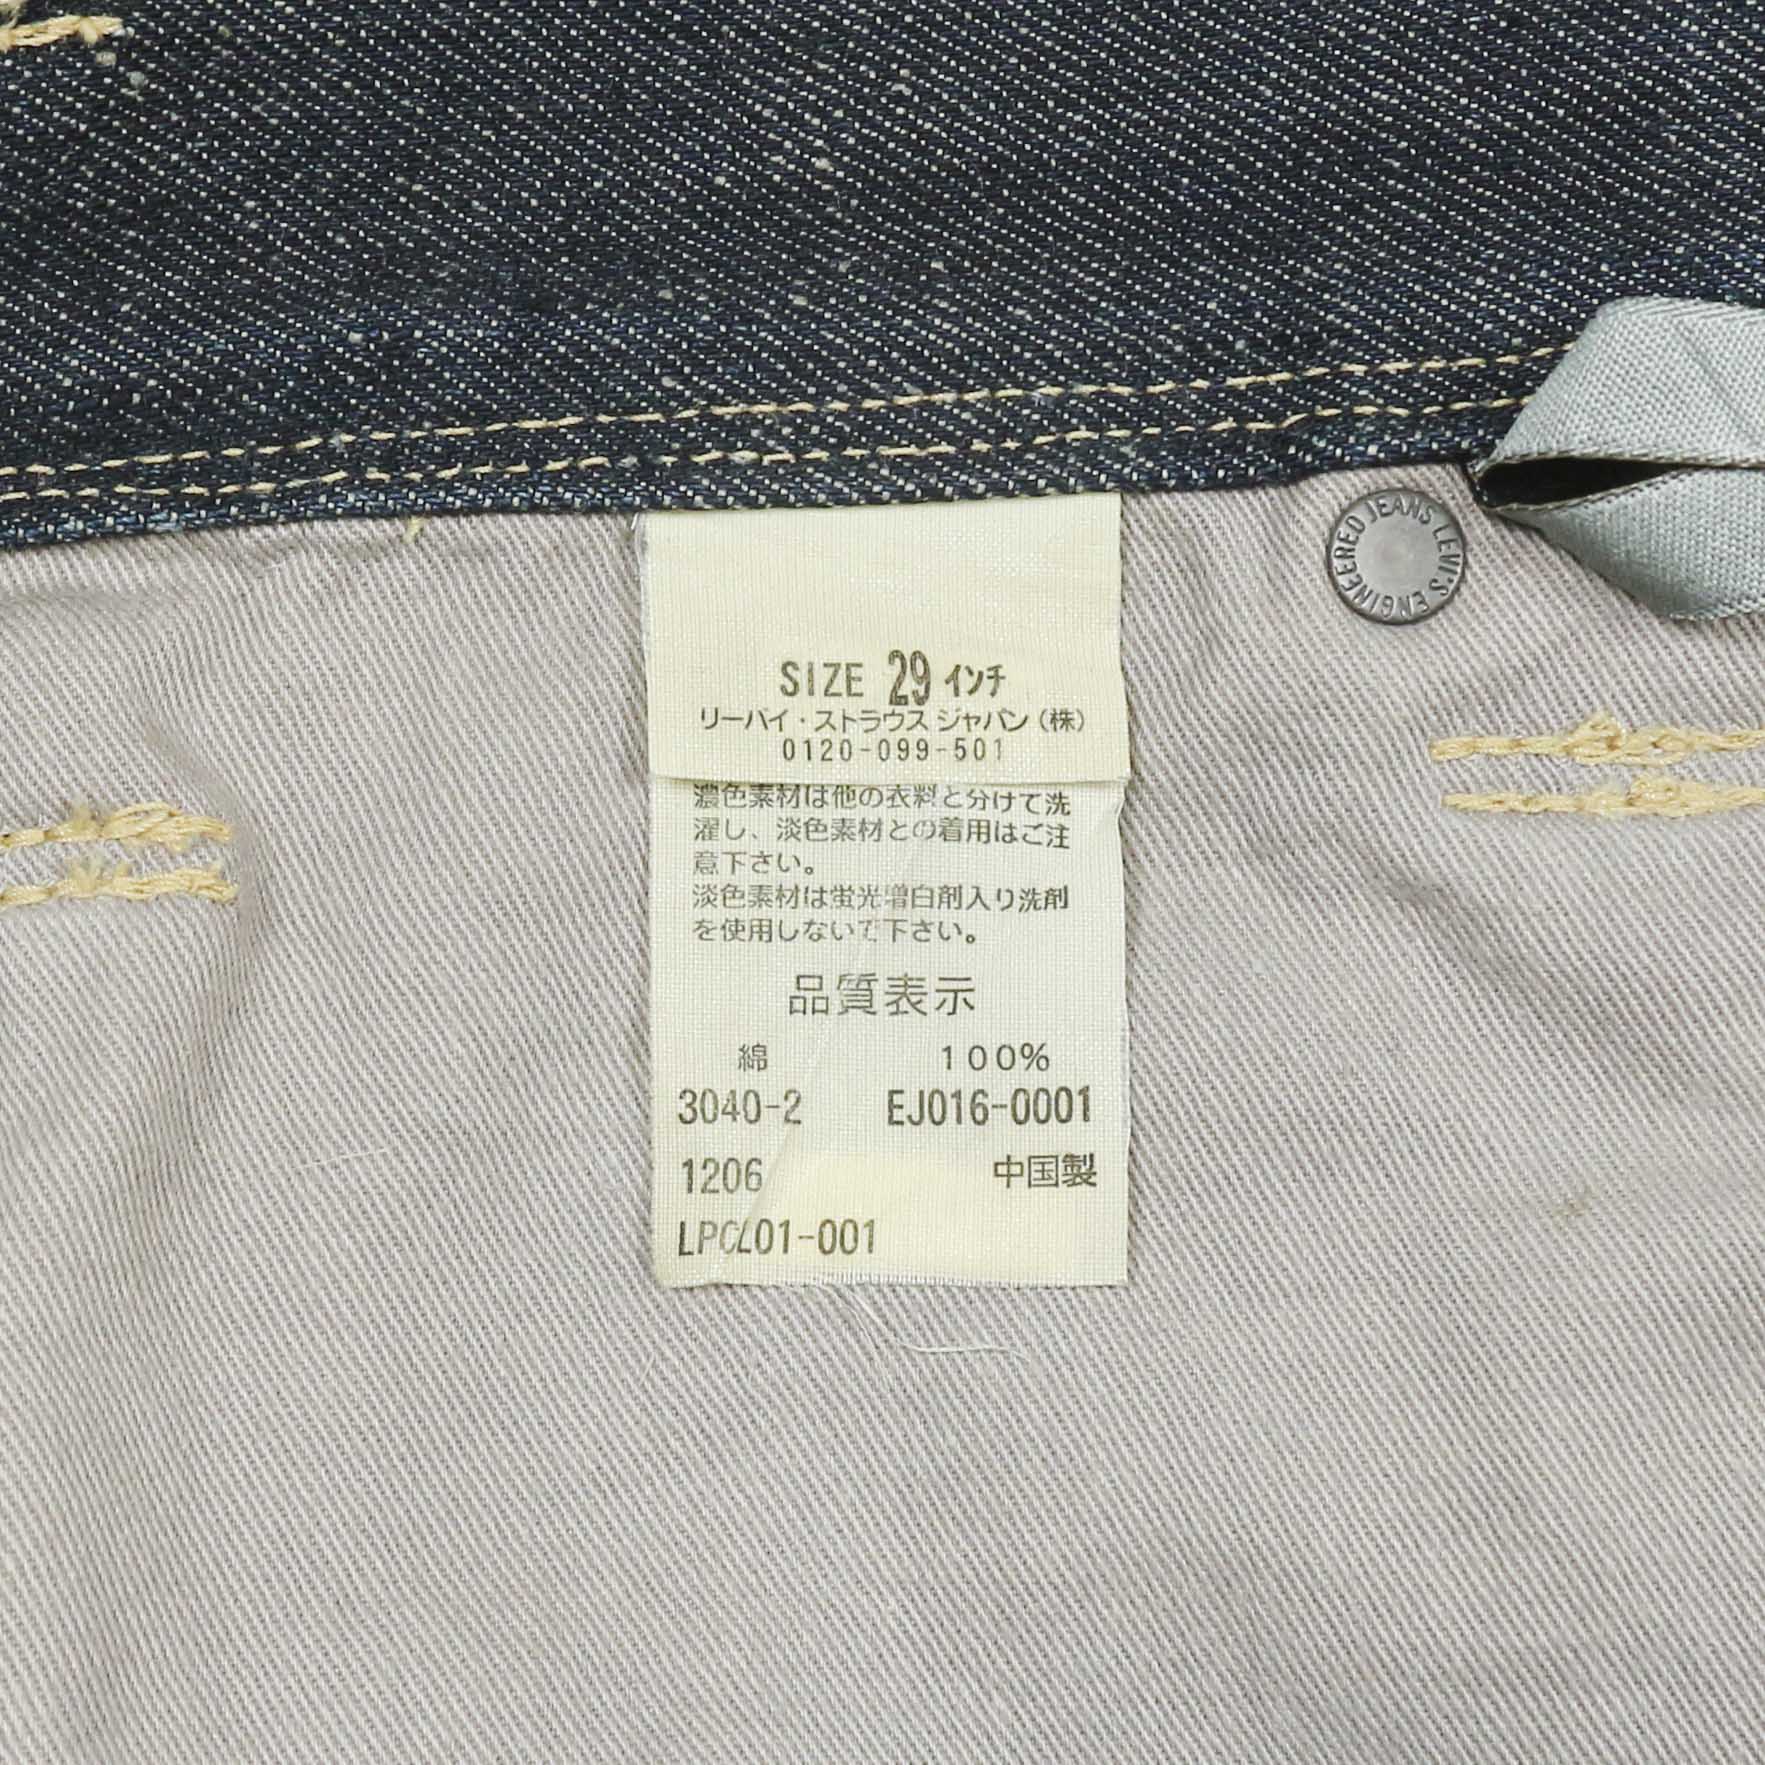 SIZE 29 インチ
リーバイ・ストラウス ジャパン(株)
0120-099-501
濃色素材は他の衣料と分けて洗
濯し、淡色素材との着用はご注
意下さい。
淡色素材は蛍光増白剤入り洗剤
を使用しないで下さい。
品質表示
綿 100%
3040-2 EJ016-0001
1206 中国製
LPCL01-001
LEVI'S ENGINEERED JEANS